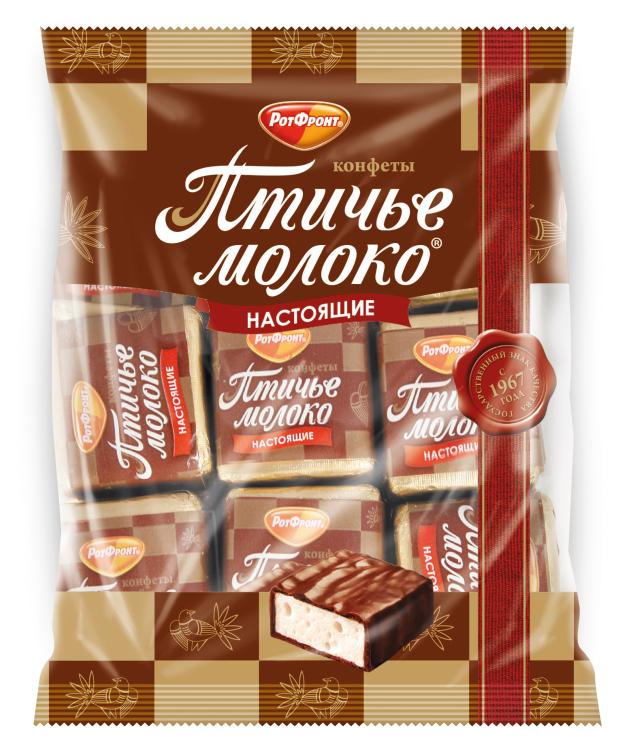 РотФронт®
конфеты
Птичье
молоко®
НАСТОЯЩИЕ
НАСТОЯЩИЕ
РотФронт®
Птичье
молоко
НАСТОЯЩИЕ
РотФронт®
конфеты
Птичье
молоко
НАСТОЯЩИЕ
РотФронт®
Птичье
молоко
НАСТОЯЩИЕ
ГОСУДАРСТВЕННЫЙ ЗНАК КАЧЕСТВА
С
1967
ГОДА
РотФронт®
конфеты
РотФронт®